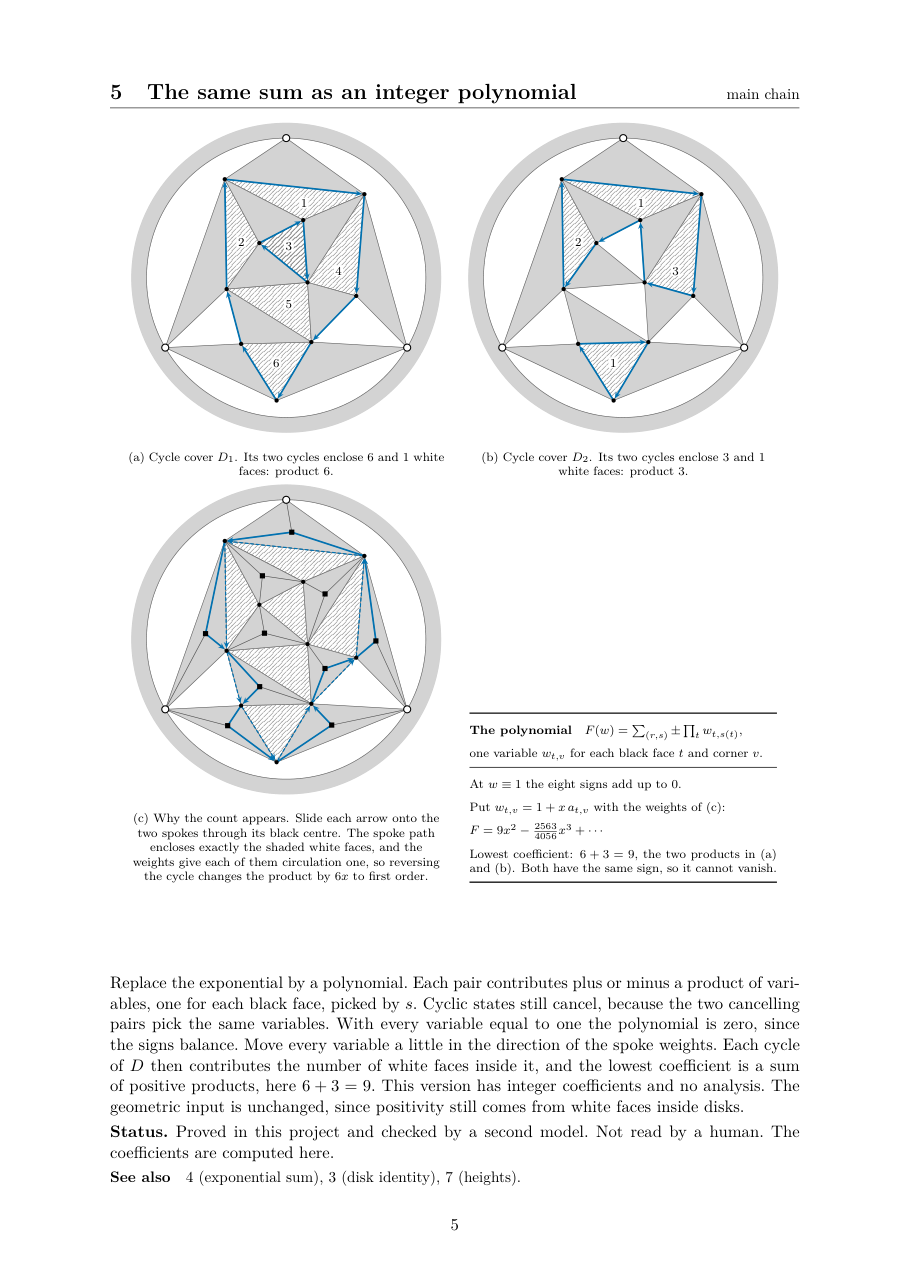 5 The same sum as an integer polynomial main chain
1
2
3
4
5
6
1
2
3
1
(a) Cycle cover D₁. Its two cycles enclose 6 and 1 white
faces: product 6.
(b) Cycle cover D₂. Its two cycles enclose 3 and 1
white faces: product 3.
(c) Why the count appears. Slide each arrow onto the
two spokes through its black centre. The spoke path
encloses exactly the shaded white faces, and the
weights give each of them circulation one, so reversing
the cycle changes the product by 6x to first order.
The polynomial F(w) = ∑₍r,s₎ ± ∏ₜ w_{t,s(t)},
one variable w_{t,v} for each black face t and corner v.
At w ≡ 1 the eight signs add up to 0.
Put w_{t,v} = 1 + x a_{t,v} with the weights of (c):
F = 9x² − 2563/4056 x³ + ···
Lowest coefficient: 6 + 3 = 9, the two products in (a)
and (b). Both have the same sign, so it cannot vanish.
Replace the exponential by a polynomial. Each pair contributes plus or minus a product of vari-
ables, one for each black face, picked by s. Cyclic states still cancel, because the two cancelling
pairs pick the same variables. With every variable equal to one the polynomial is zero, since
the signs balance. Move every variable a little in the direction of the spoke weights. Each cycle
of D then contributes the number of white faces inside it, and the lowest coefficient is a sum
of positive products, here 6 + 3 = 9. This version has integer coefficients and no analysis. The
geometric input is unchanged, since positivity still comes from white faces inside disks.
Status. Proved in this project and checked by a second model. Not read by a human. The
coefficients are computed here.
See also 4 (exponential sum), 3 (disk identity), 7 (heights).
5